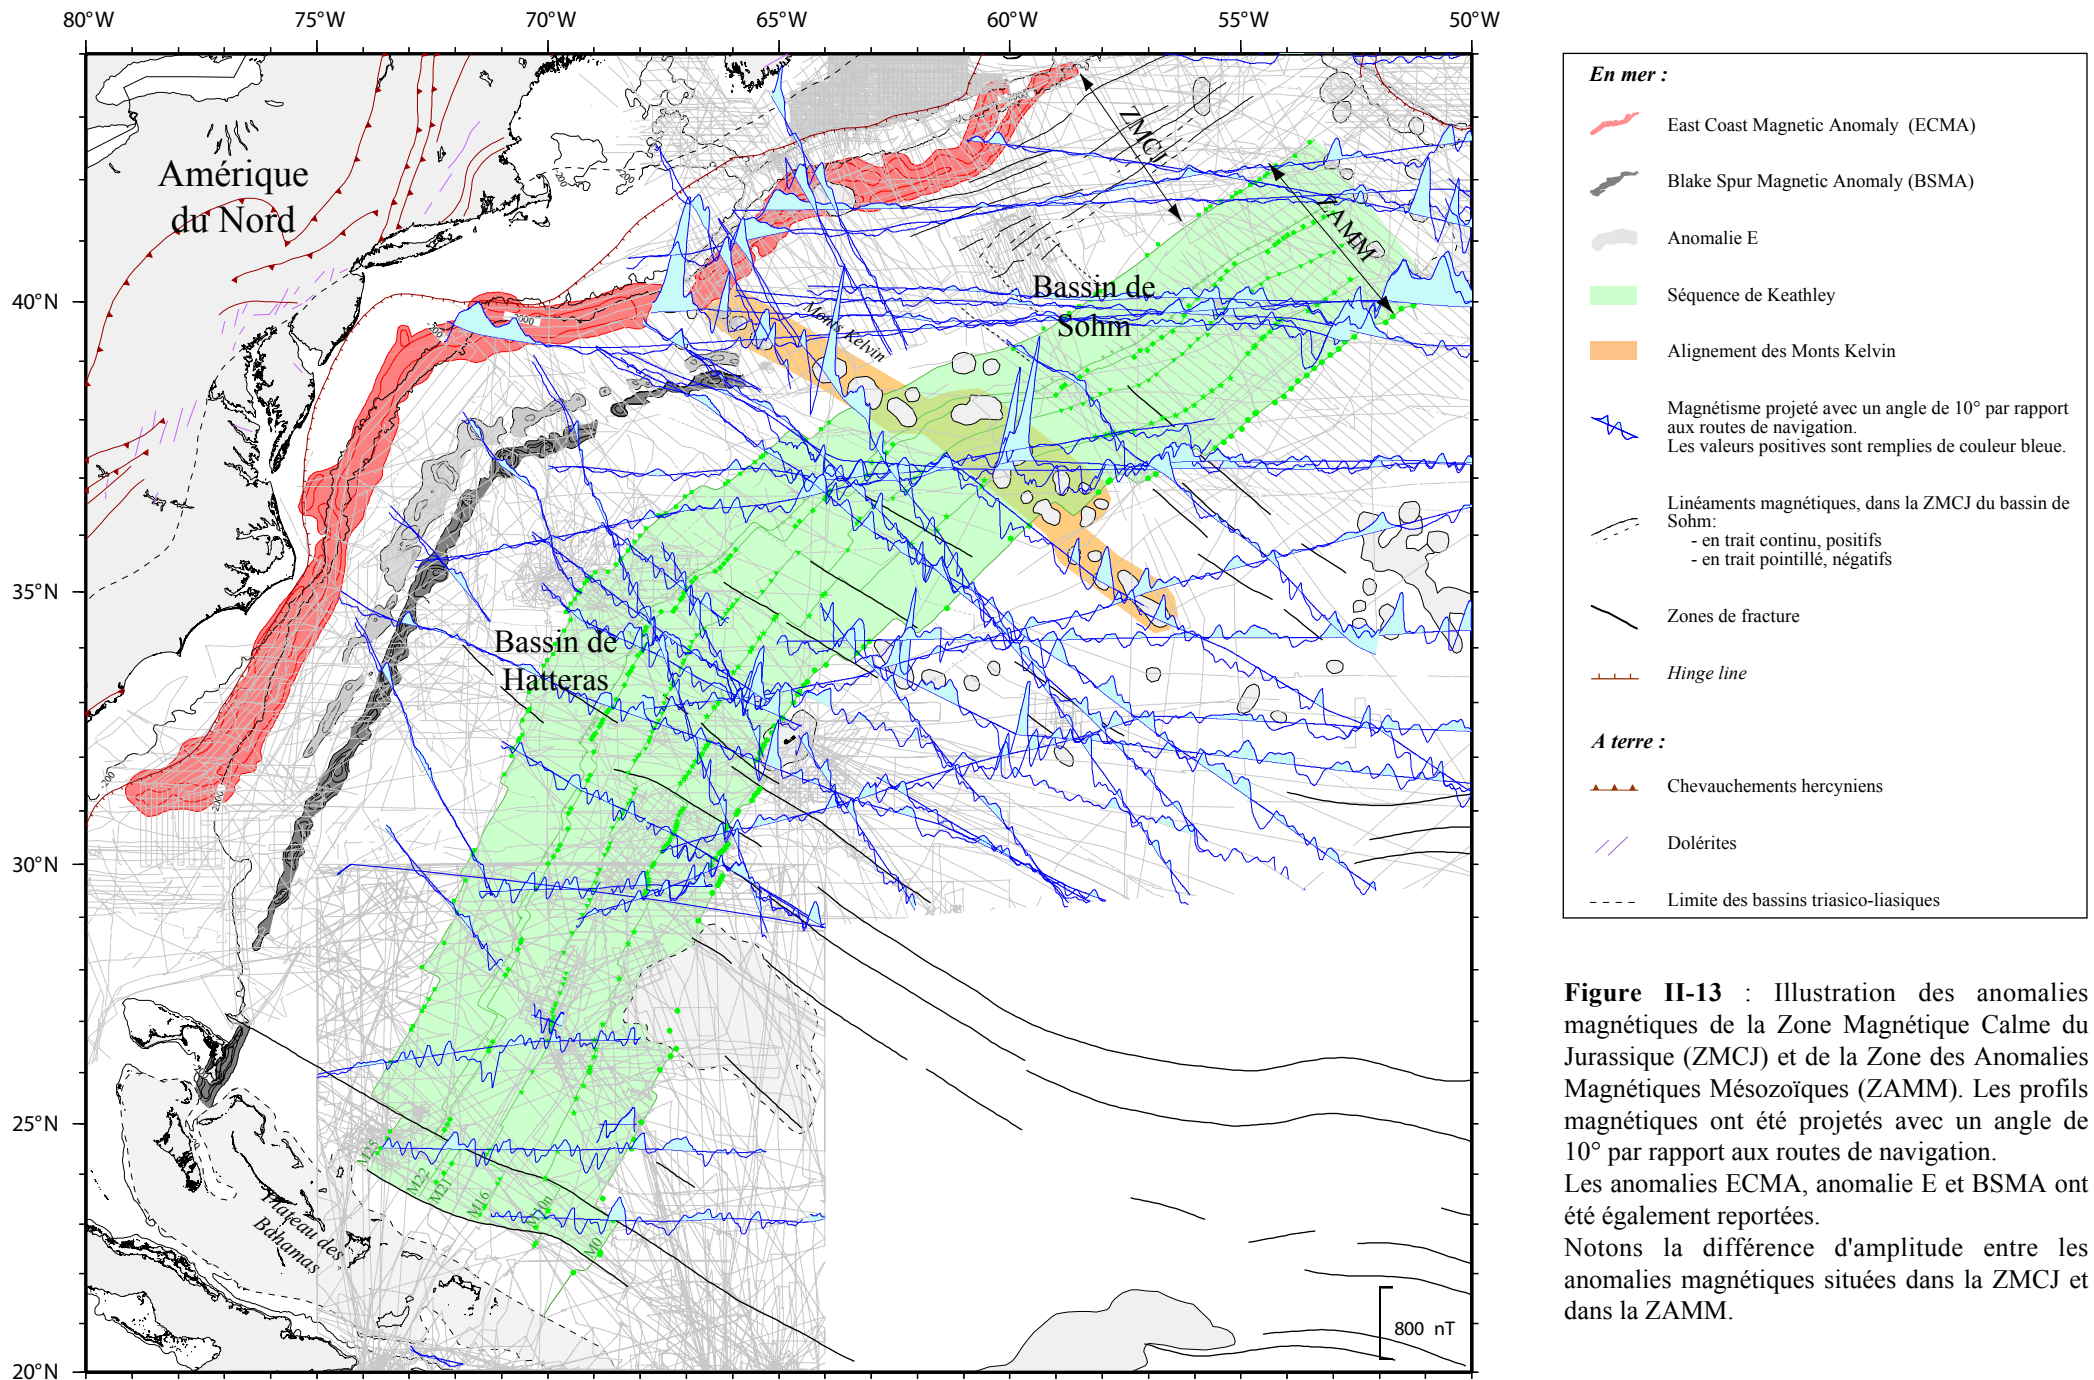 80°W 75°W 70°W 65°W 60°W 55°W 50°W
40°N
35°N
30°N
25°N
20°N
Amérique
du Nord
ZMCJ
ZAMM
Bassin de
Sohm
Monts Kelvin
Bassin de
Hatteras
-200
-200
-200
-200
2000
M25
M22
M21
M16
M10n
M0
Plateau des
Bahamas
800 nT
En mer :
East Coast Magnetic Anomaly (ECMA)
Blake Spur Magnetic Anomaly (BSMA)
Anomalie E
Séquence de Keathley
Alignement des Monts Kelvin
Magnétisme projeté avec un angle de 10° par rapport
aux routes de navigation.
Les valeurs positives sont remplies de couleur bleue.
Linéaments magnétiques, dans la ZMCJ du bassin de
Sohm:
- en trait continu, positifs
- en trait pointillé, négatifs
Zones de fracture
Hinge line
A terre :
Chevauchements hercyniens
Dolérites
Limite des bassins triasico-liasiques
Figure II-13 : Illustration des anomalies
magnétiques de la Zone Magnétique Calme du
Jurassique (ZMCJ) et de la Zone des Anomalies
Magnétiques Mésozoïques (ZAMM). Les profils
magnétiques ont été projetés avec un angle de
10° par rapport aux routes de navigation.
Les anomalies ECMA, anomalie E et BSMA ont
été également reportées.
Notons la différence d'amplitude entre les
anomalies magnétiques situées dans la ZMCJ et
dans la ZAMM.